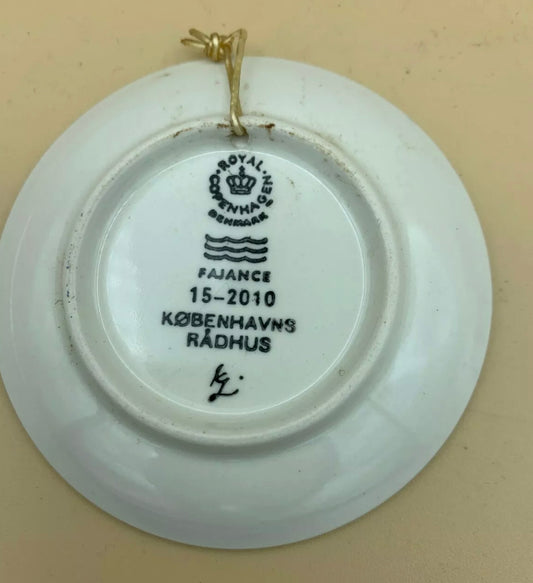 ROYAL
COPENHAGEN
DENMARK
FAJANCE
15-2010
KØBENHAVNS
RÅDHUS